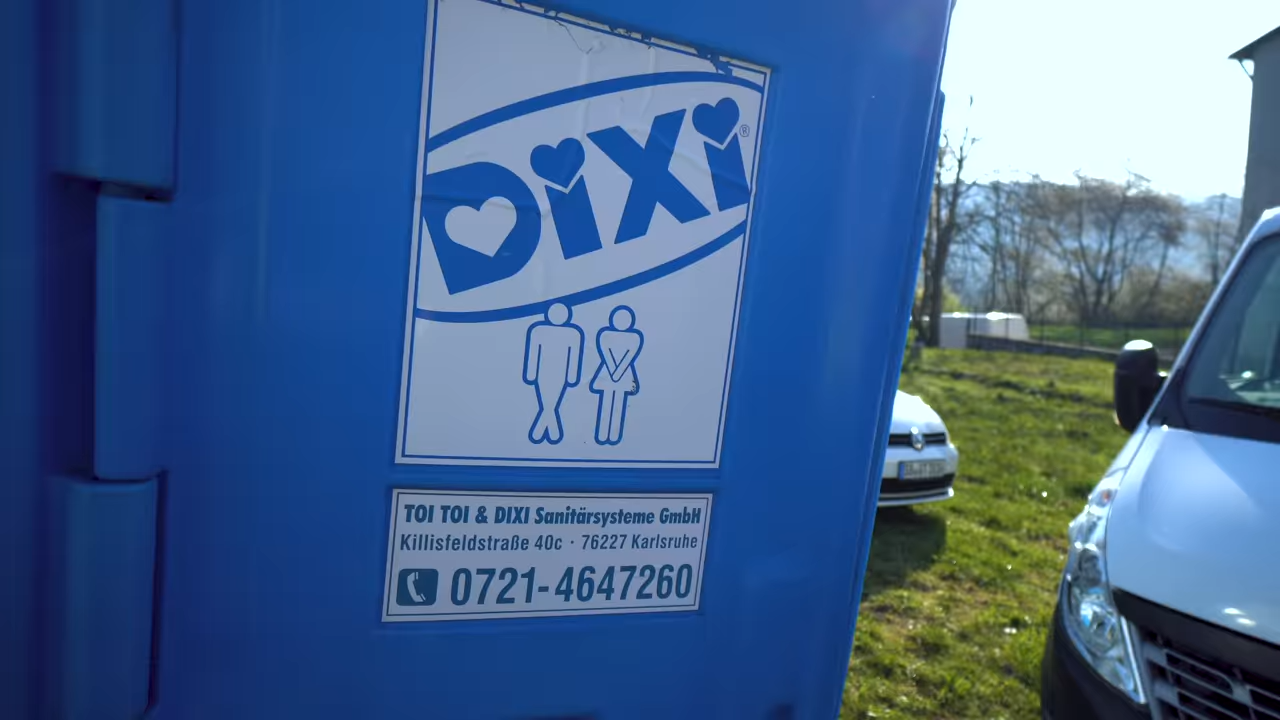 DiXi®
TOI TOI & DIXI Sanitärsysteme GmbH
Killisfeldstraße 40c · 76227 Karlsruhe
0721-4647260